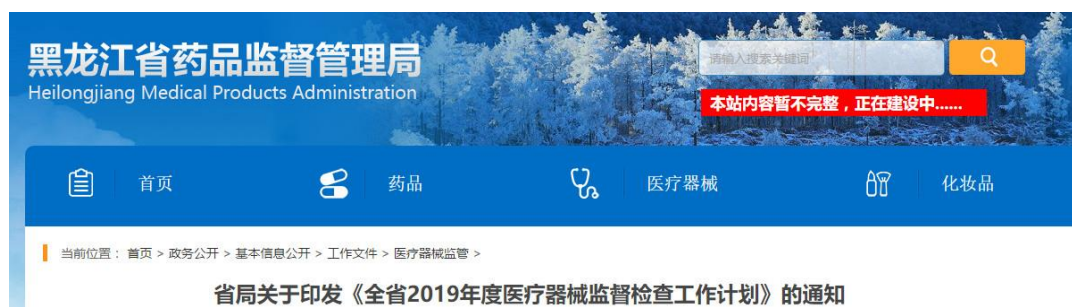 黑龙江省药品监督管理局
Heilongjiang Medical Products Administration
请输入搜索关键词
本站内容暂不完整，正在建设中......
首页
药品
医疗器械
化妆品
当前位置： 首页 > 政务公开 > 基本信息公开 > 工作文件 > 医疗器械监管 >
省局关于印发《全省2019年度医疗器械监督检查工作计划》的通知